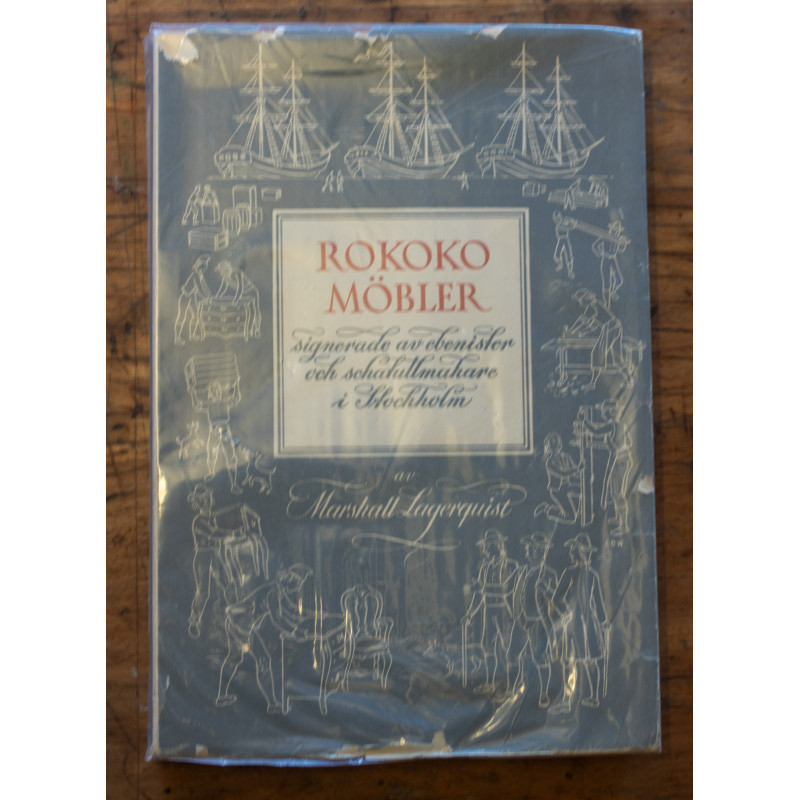 ROKOKO
MÖBLER
signerade av ebenister
och schatullmakare
i Stockholm
av
Marshall Lagerquist